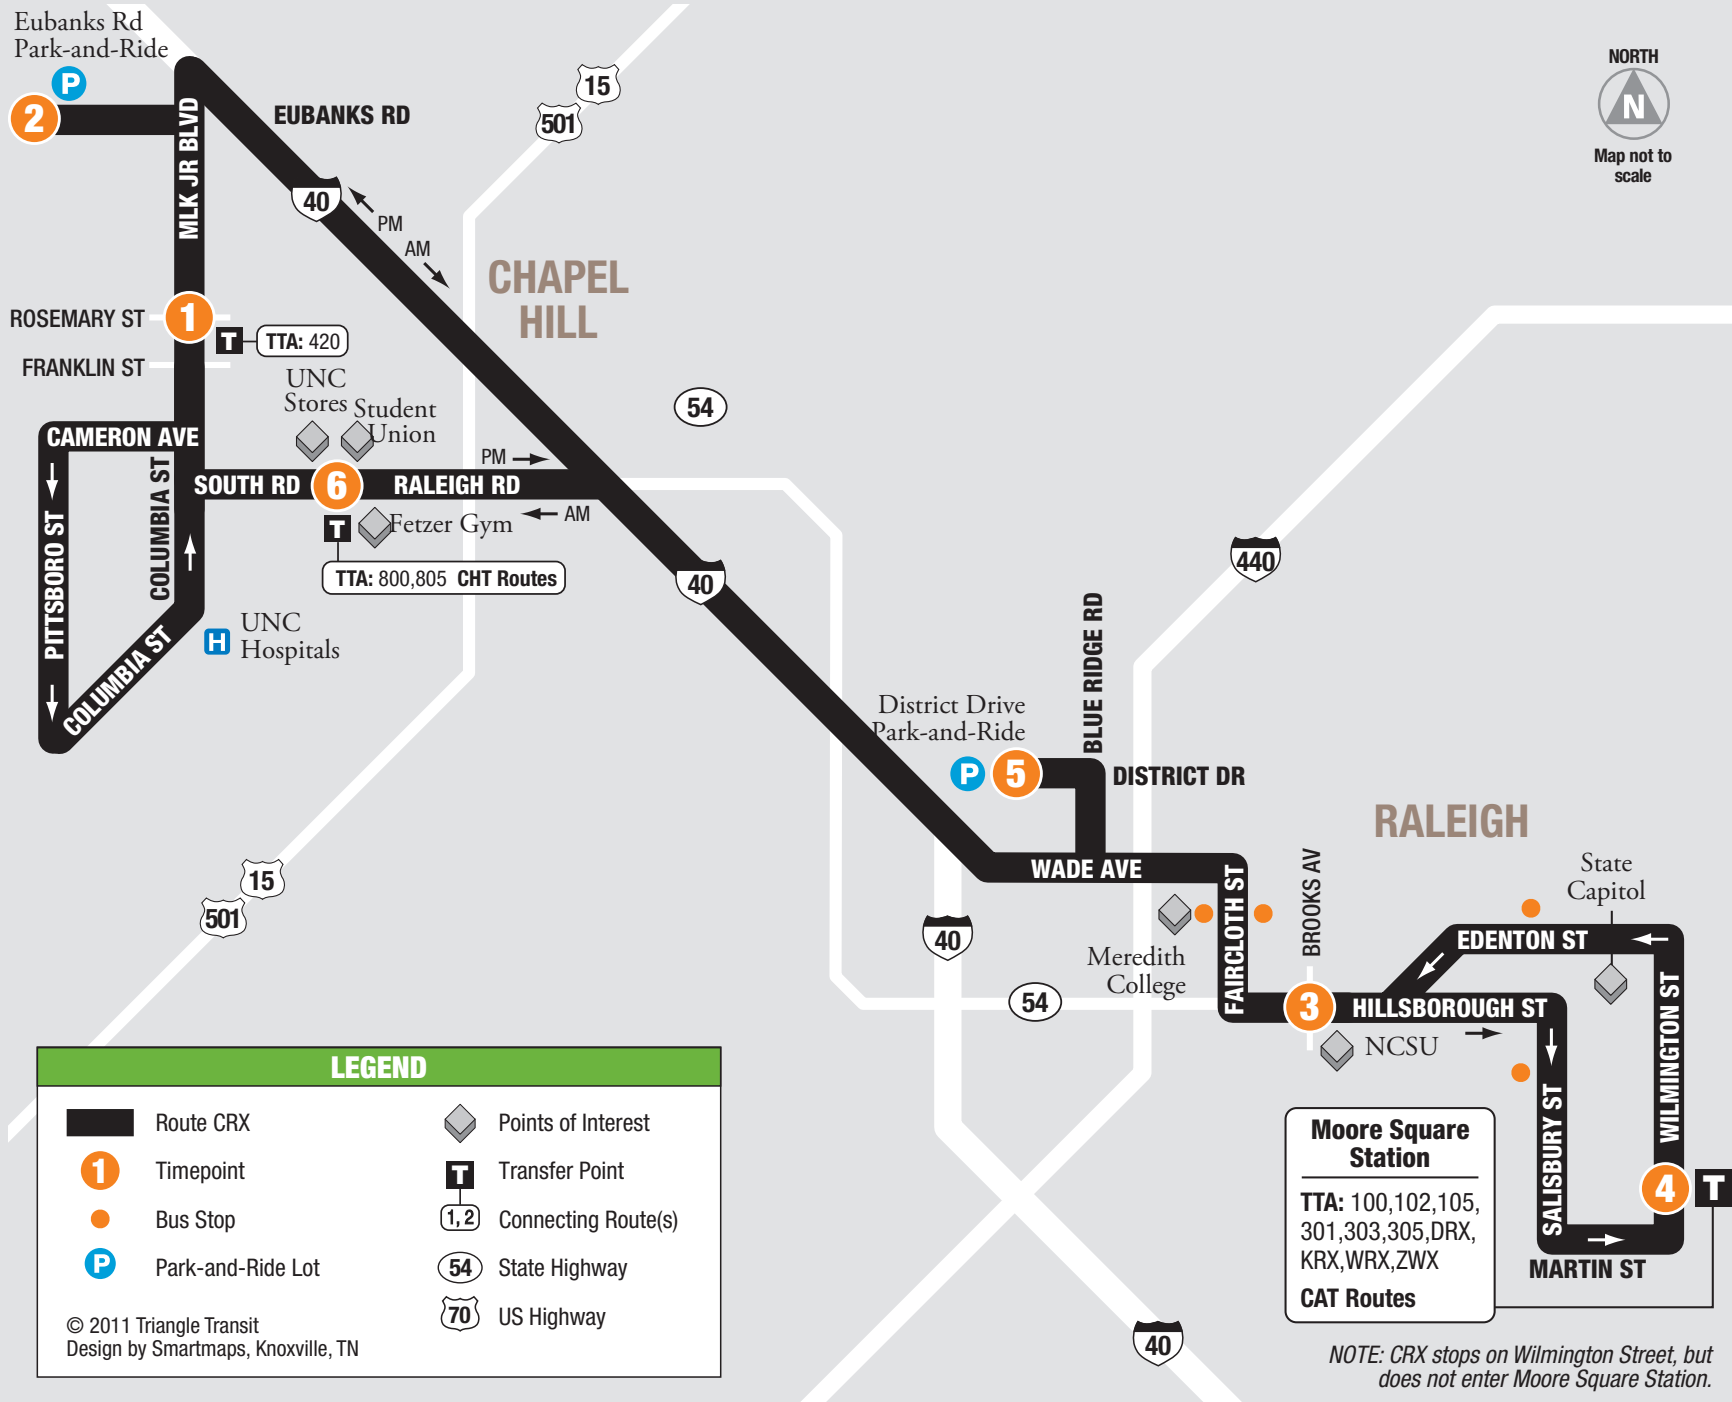 Eubanks Rd
Park-and-Ride
P
2
MLK JR BLVD
EUBANKS RD
40
15
501
NORTH
N
Map not to
scale
PM
AM
CHAPEL
HILL
ROSEMARY ST
1
T
TTA: 420
FRANKLIN ST
UNC
Stores
Student
Union
54
CAMERON AVE
COLUMBIA ST
SOUTH RD
6
RALEIGH RD
PM
AM
T
Fetzer Gym
TTA: 800,805 CHT Routes
PITTSBORO ST
COLUMBIA ST
H
UNC
Hospitals
40
440
BLUE RIDGE RD
District Drive
Park-and-Ride
P
5
DISTRICT DR
RALEIGH
WADE AVE
15
501
40
FAIRCLOTH ST
BROOKS AV
State
Capitol
Meredith
College
EDENTON ST
54
3
HILLSBOROUGH ST
NCSU
WILMINGTON ST
SALISBURY ST
4
T
MARTIN ST
Moore Square
Station
TTA: 100,102,105,
301,303,305,DRX,
KRX,WRX,ZWX
CAT Routes
40
NOTE: CRX stops on Wilmington Street, but
does not enter Moore Square Station.
LEGEND
Route CRX
1
Timepoint
Bus Stop
P
Park-and-Ride Lot
Points of Interest
T
Transfer Point
1, 2
Connecting Route(s)
54
State Highway
70
US Highway
© 2011 Triangle Transit
Design by Smartmaps, Knoxville, TN